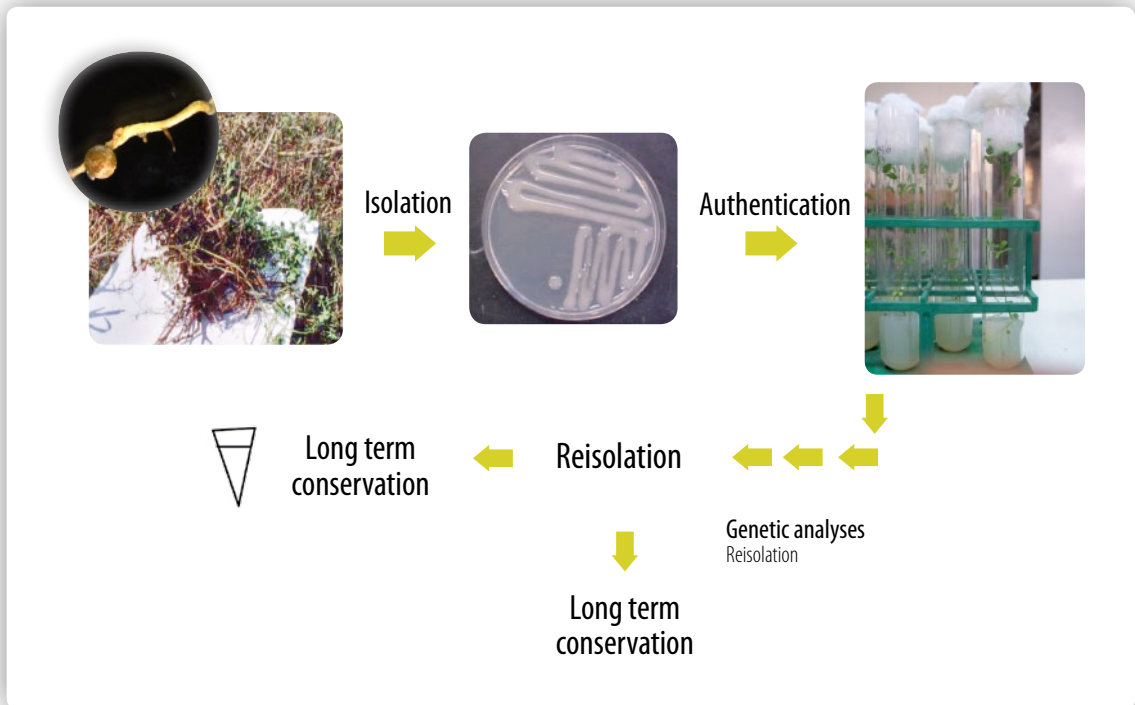 Isolation
Authentication
Long term
conservation
Reisolation
Genetic analyses
Reisolation
Long term
conservation